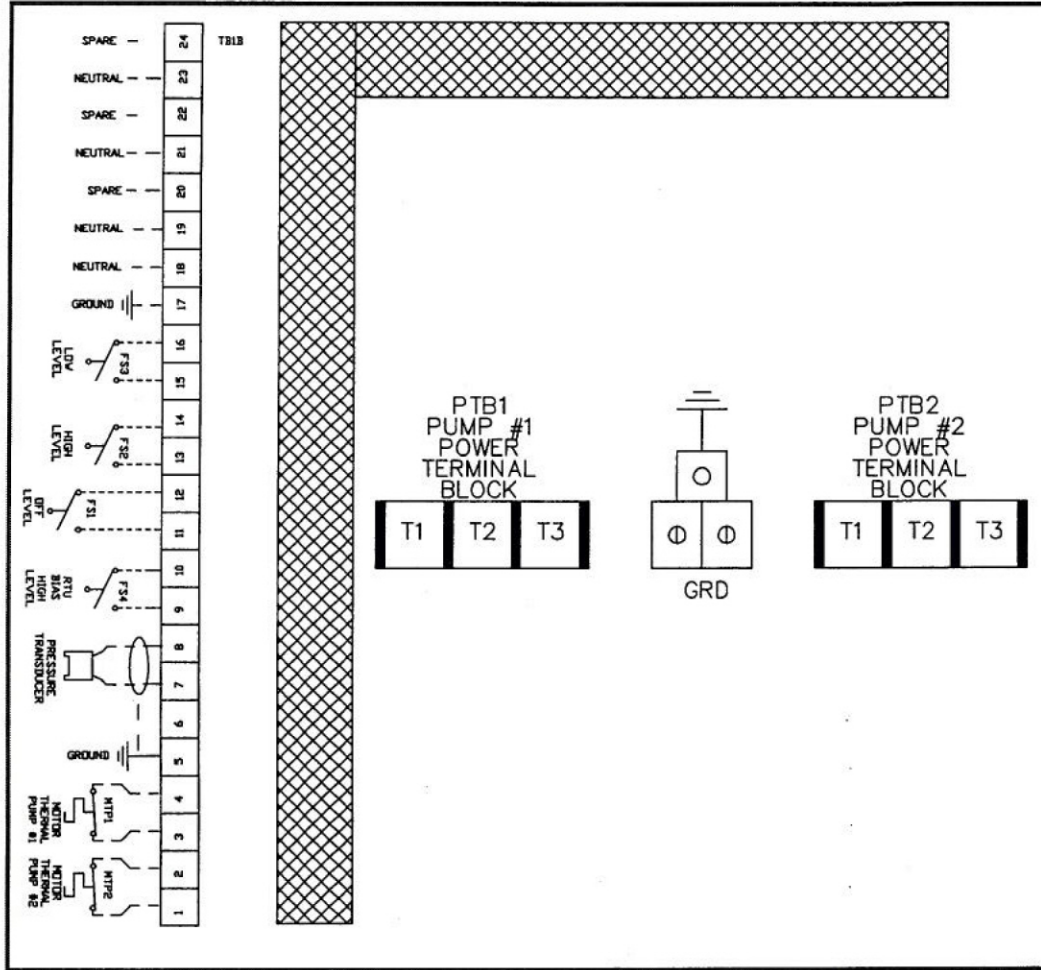 SPARE
24
TB1B
NEUTRAL
23
SPARE
22
NEUTRAL
21
SPARE
20
NEUTRAL
19
NEUTRAL
18
GROUND
17
LOW
LEVEL
FS3
16
15
HIGH
LEVEL
FS2
14
13
OFF
LEVEL
FS1
12
11
RTU
BIAS
HIGH
LEVEL
FS4
10
9
PRESSURE
TRANSDUCER
8
7
6
GROUND
5
MOTOR
THERMAL
PUMP #1
MTP1
4
3
MOTOR
THERMAL
PUMP #2
MTP2
2
1
PTB1
PUMP #1
POWER
TERMINAL
BLOCK
T1 T2 T3
GRD
PTB2
PUMP #2
POWER
TERMINAL
BLOCK
T1 T2 T3